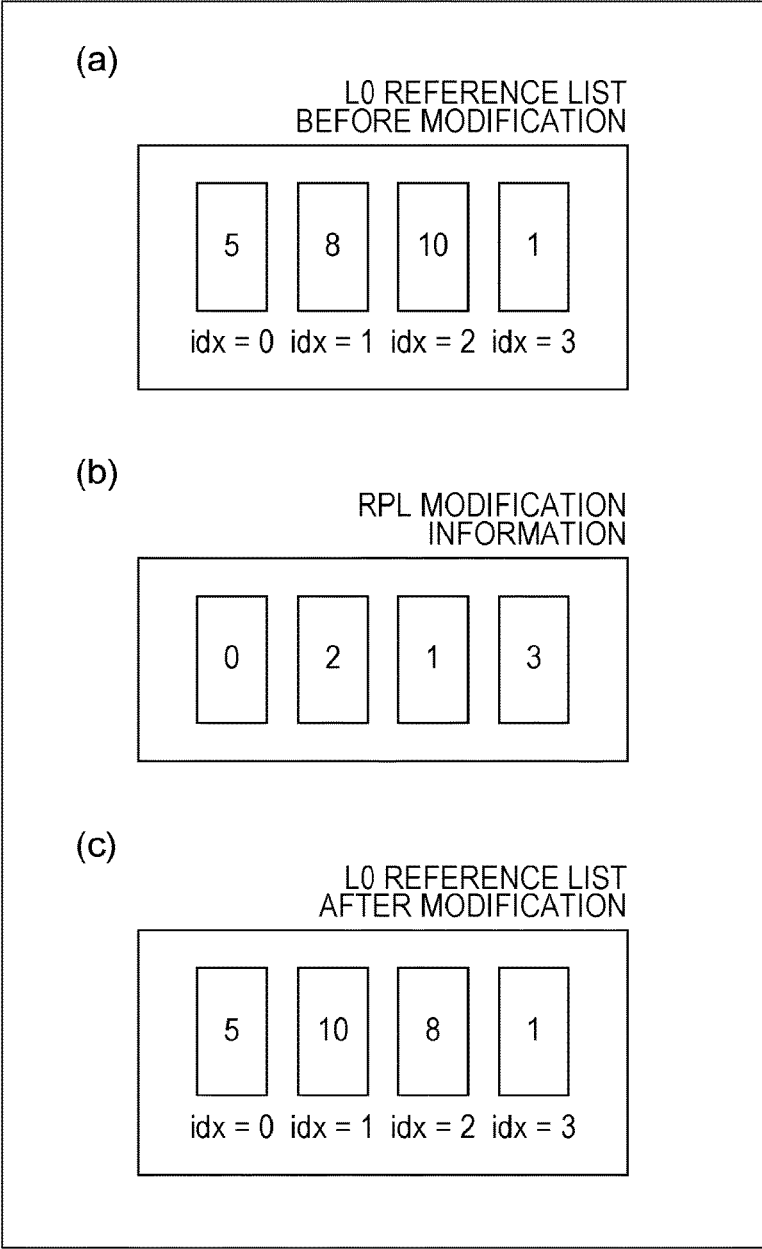 (a)
L0 REFERENCE LIST
BEFORE MODIFICATION
5 8 10 1
idx = 0 idx = 1 idx = 2 idx = 3
(b)
RPL MODIFICATION
INFORMATION
0 2 1 3
(c)
L0 REFERENCE LIST
AFTER MODIFICATION
5 10 8 1
idx = 0 idx = 1 idx = 2 idx = 3